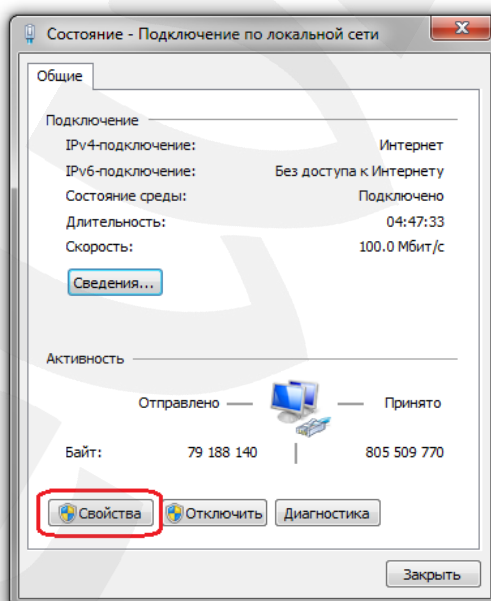 Состояние - Подключение по локальной сети
Общие
Подключение
IPv4-подключение: Интернет
IPv6-подключение: Без доступа к Интернету
Состояние среды: Подключено
Длительность: 04:47:33
Скорость: 100.0 Мбит/с
Сведения...
Активность
Отправлено — Принято
Байт: 79 188 140 | 805 509 770
Свойства Отключить Диагностика
Закрыть